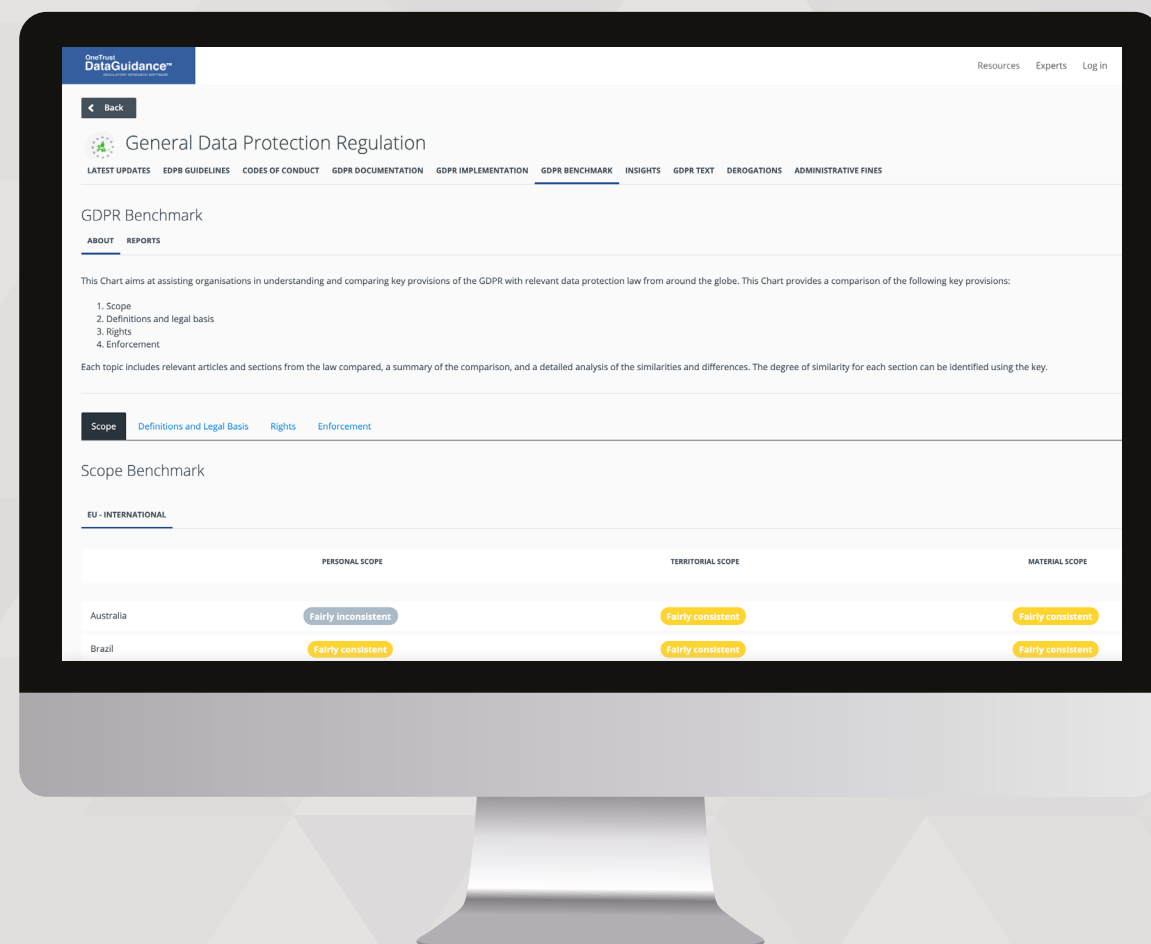 OneTrust
DataGuidance™
REGULATORY RESEARCH SOFTWARE
Resources Experts Log in
Back
General Data Protection Regulation
LATEST UPDATES EDPB GUIDELINES CODES OF CONDUCT GDPR DOCUMENTATION GDPR IMPLEMENTATION GDPR BENCHMARK INSIGHTS GDPR TEXT DEROGATIONS ADMINISTRATIVE FINES
GDPR Benchmark
ABOUT REPORTS
This Chart aims at assisting organisations in understanding and comparing key provisions of the GDPR with relevant data protection law from around the globe. This Chart provides a comparison of the following key provisions:
1. Scope
2. Definitions and legal basis
3. Rights
4. Enforcement
Each topic includes relevant articles and sections from the law compared, a summary of the comparison, and a detailed analysis of the similarities and differences. The degree of similarity for each section can be identified using the key.
Scope Definitions and Legal Basis Rights Enforcement
Scope Benchmark
EU - INTERNATIONAL
PERSONAL SCOPE TERRITORIAL SCOPE MATERIAL SCOPE
Australia Fairly inconsistent Fairly consistent Fairly consistent
Brazil Fairly consistent Fairly consistent Fairly consistent